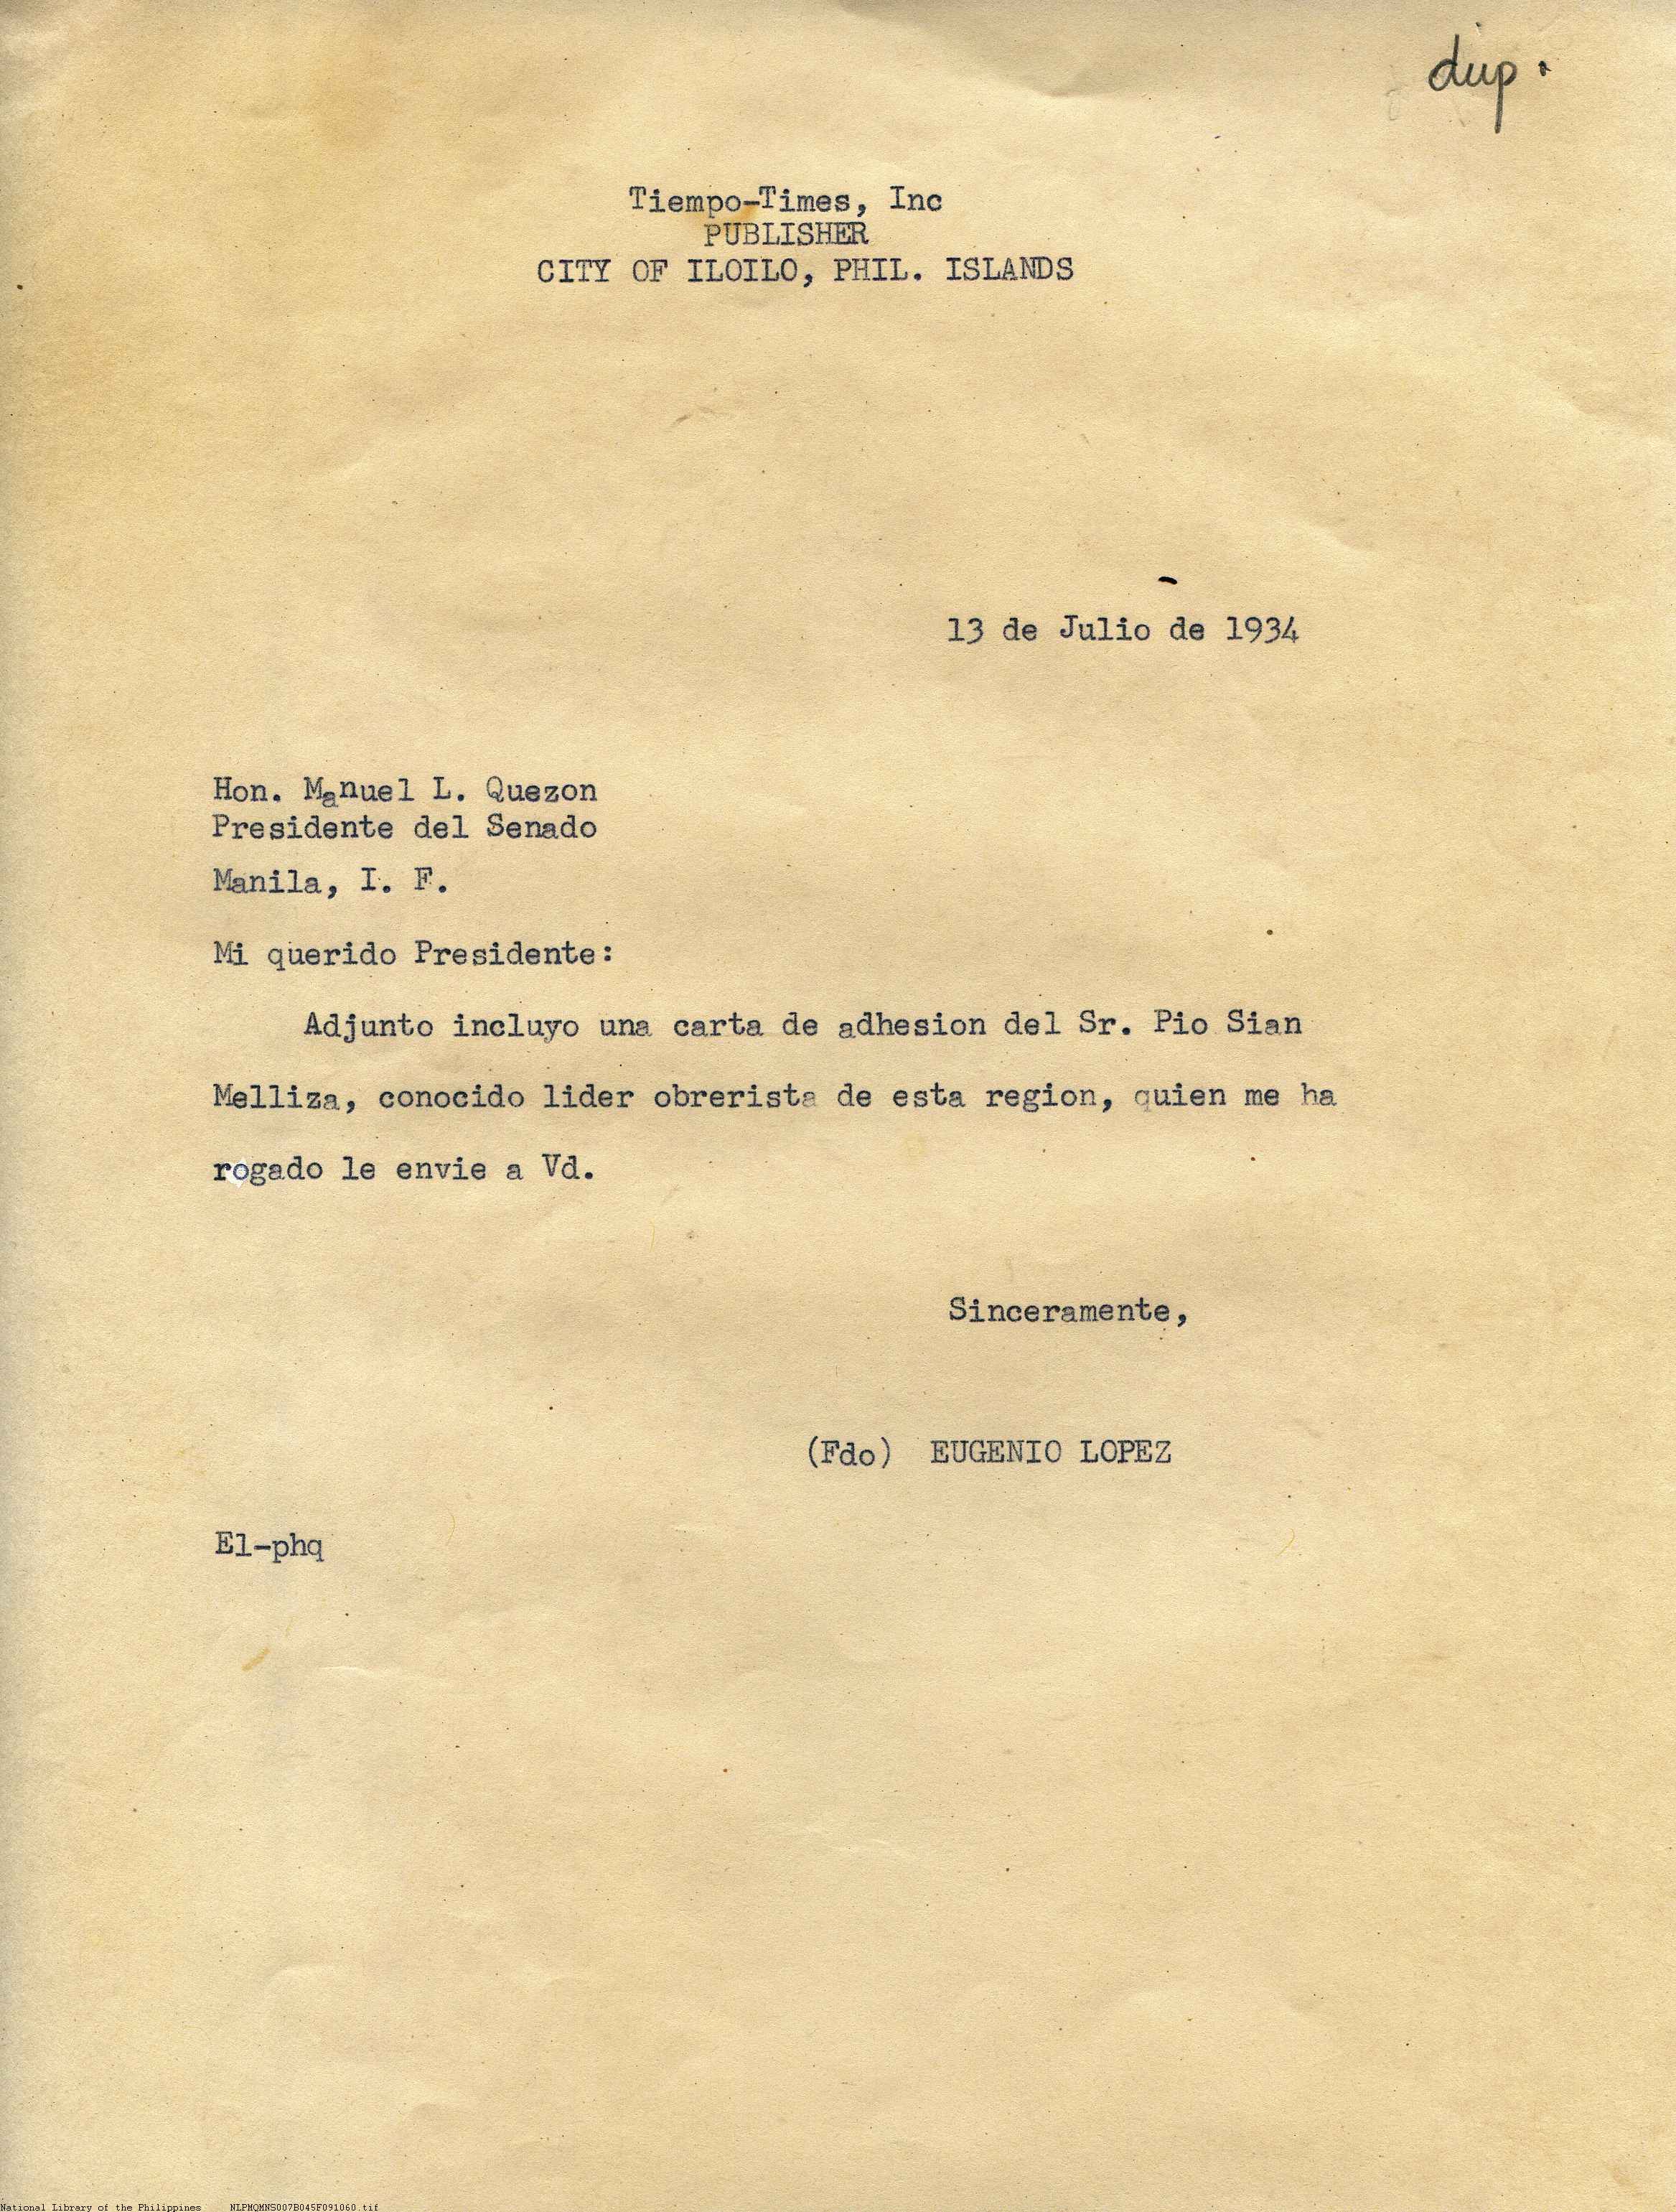 dup.
Tiempo-Times, Inc
PUBLISHER
CITY OF ILOILO, PHIL. ISLANDS
13 de Julio de 1934
Hon. Manuel L. Quezon
Presidente del Senado
Manila, I. F.
Mi querido Presidente:
Adjunto incluyo una carta de adhesion del Sr. Pio Sian
Melliza, conocido lider obrerista de esta region, quien me ha
rogado le envie a Vd.
Sinceramente,
(Fdo) EUGENIO LOPEZ
El-phq
National Library of the Philippines NLPMQMNS007B045F091060.tif